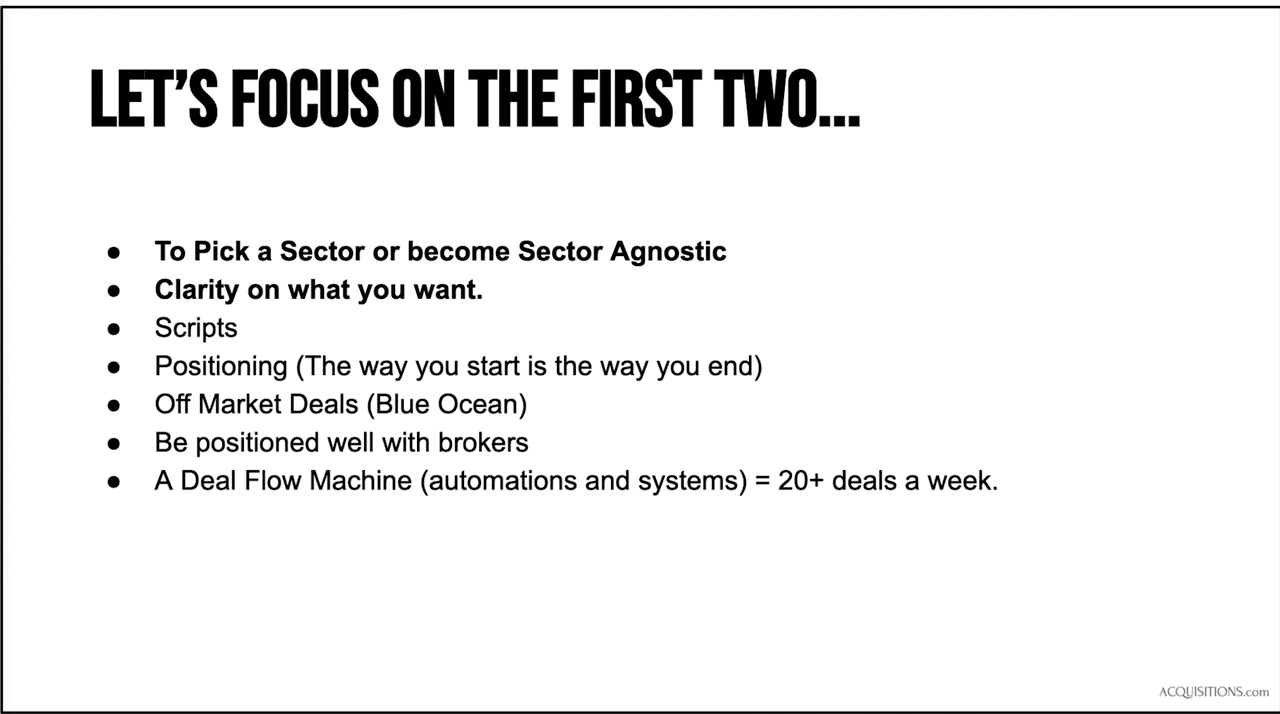 LET'S FOCUS ON THE FIRST TWO...
● To Pick a Sector or become Sector Agnostic
● Clarity on what you want.
● Scripts
● Positioning (The way you start is the way you end)
● Off Market Deals (Blue Ocean)
● Be positioned well with brokers
● A Deal Flow Machine (automations and systems) = 20+ deals a week.
ACQUISITIONS.com